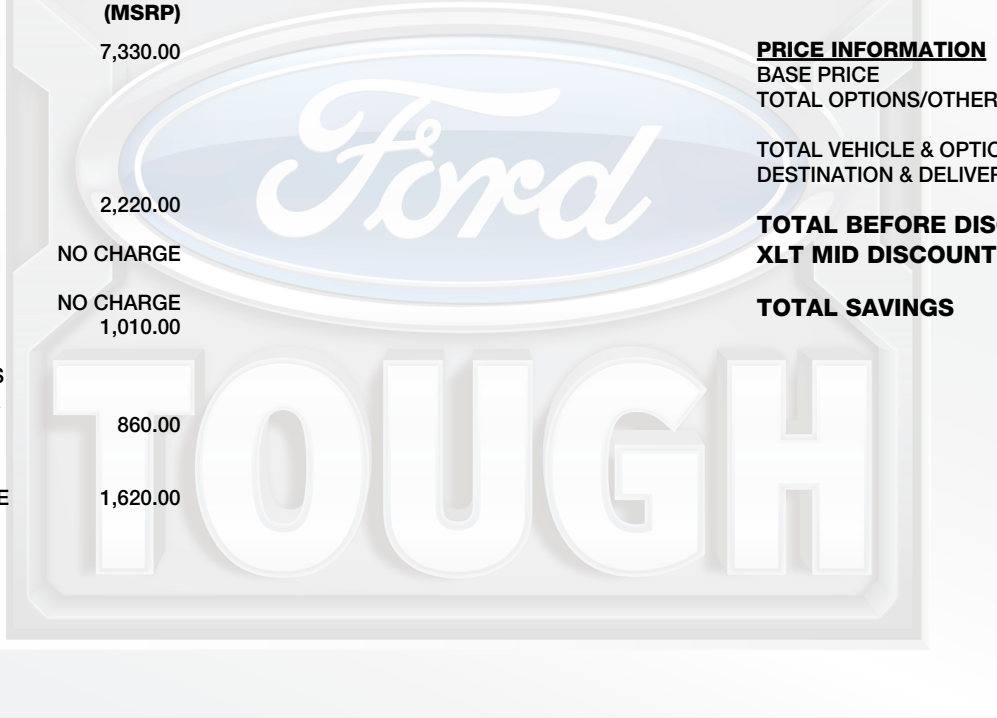 (MSRP)
7,330.00
2,220.00
NO CHARGE
NO CHARGE
1,010.00
S
860.00
E 1,620.00
PRICE INFORMATION
BASE PRICE
TOTAL OPTIONS/OTHER
TOTAL VEHICLE & OPTIO
DESTINATION & DELIVER
TOTAL BEFORE DISC
XLT MID DISCOUNT
TOTAL SAVINGS
Ford
TOUGH